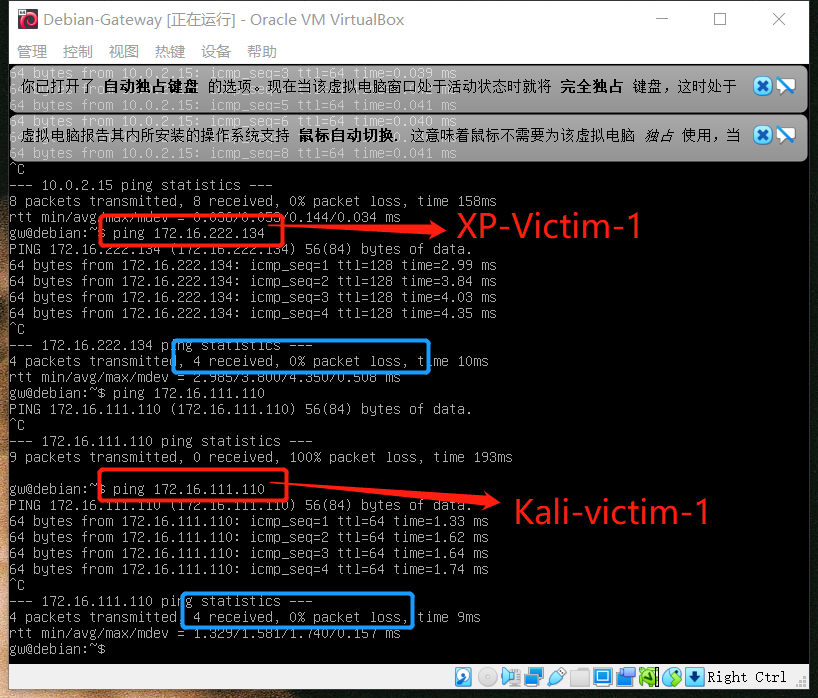 Debian-Gateway [正在运行] - Oracle VM VirtualBox
管理 控制 视图 热键 设备 帮助
64 bytes from 10.0.2.15: icmp_seq=3 ttl=64 time=0.039 ms
你已打开了 自动独占键盘 的选项。现在当该虚拟电脑窗口处于活动状态时就将 完全独占 键盘，这时处于
64 bytes from 10.0.2.15: icmp_seq=5 ttl=64 time=0.041 ms
64 bytes from 10.0.2.15: icmp_seq=6 ttl=64 time=0.040 ms
虚拟电脑报告其内所安装的操作系统支持 鼠标自动切换，这意味着鼠标不需要为该虚拟电脑 独占 使用，当
64 bytes from 10.0.2.15: icmp_seq=8 ttl=64 time=0.041 ms
^C
--- 10.0.2.15 ping statistics ---
8 packets transmitted, 8 received, 0% packet loss, time 158ms
rtt min/avg/max/mdev = 0.036/0.053/0.144/0.034 ms
gw@debian:~$ ping 172.16.222.134
XP-Victim-1
PING 172.16.222.134 (172.16.222.134) 56(84) bytes of data.
64 bytes from 172.16.222.134: icmp_seq=1 ttl=128 time=2.99 ms
64 bytes from 172.16.222.134: icmp_seq=2 ttl=128 time=3.84 ms
64 bytes from 172.16.222.134: icmp_seq=3 ttl=128 time=4.03 ms
64 bytes from 172.16.222.134: icmp_seq=4 ttl=128 time=4.35 ms
^C
--- 172.16.222.134 ping statistics ---
4 packets transmitted, 4 received, 0% packet loss, time 10ms
rtt min/avg/max/mdev = 2.985/3.800/4.350/0.508 ms
gw@debian:~$ ping 172.16.111.110
PING 172.16.111.110 (172.16.111.110) 56(84) bytes of data.
^C
--- 172.16.111.110 ping statistics ---
9 packets transmitted, 0 received, 100% packet loss, time 193ms
gw@debian:~$ ping 172.16.111.110
Kali-victim-1
PING 172.16.111.110 (172.16.111.110) 56(84) bytes of data.
64 bytes from 172.16.111.110: icmp_seq=1 ttl=64 time=1.33 ms
64 bytes from 172.16.111.110: icmp_seq=2 ttl=64 time=1.62 ms
64 bytes from 172.16.111.110: icmp_seq=3 ttl=64 time=1.64 ms
64 bytes from 172.16.111.110: icmp_seq=4 ttl=64 time=1.74 ms
^C
--- 172.16.111.110 ping statistics ---
4 packets transmitted, 4 received, 0% packet loss, time 9ms
rtt min/avg/max/mdev = 1.329/1.581/1.740/0.157 ms
gw@debian:~$
Right Ctrl